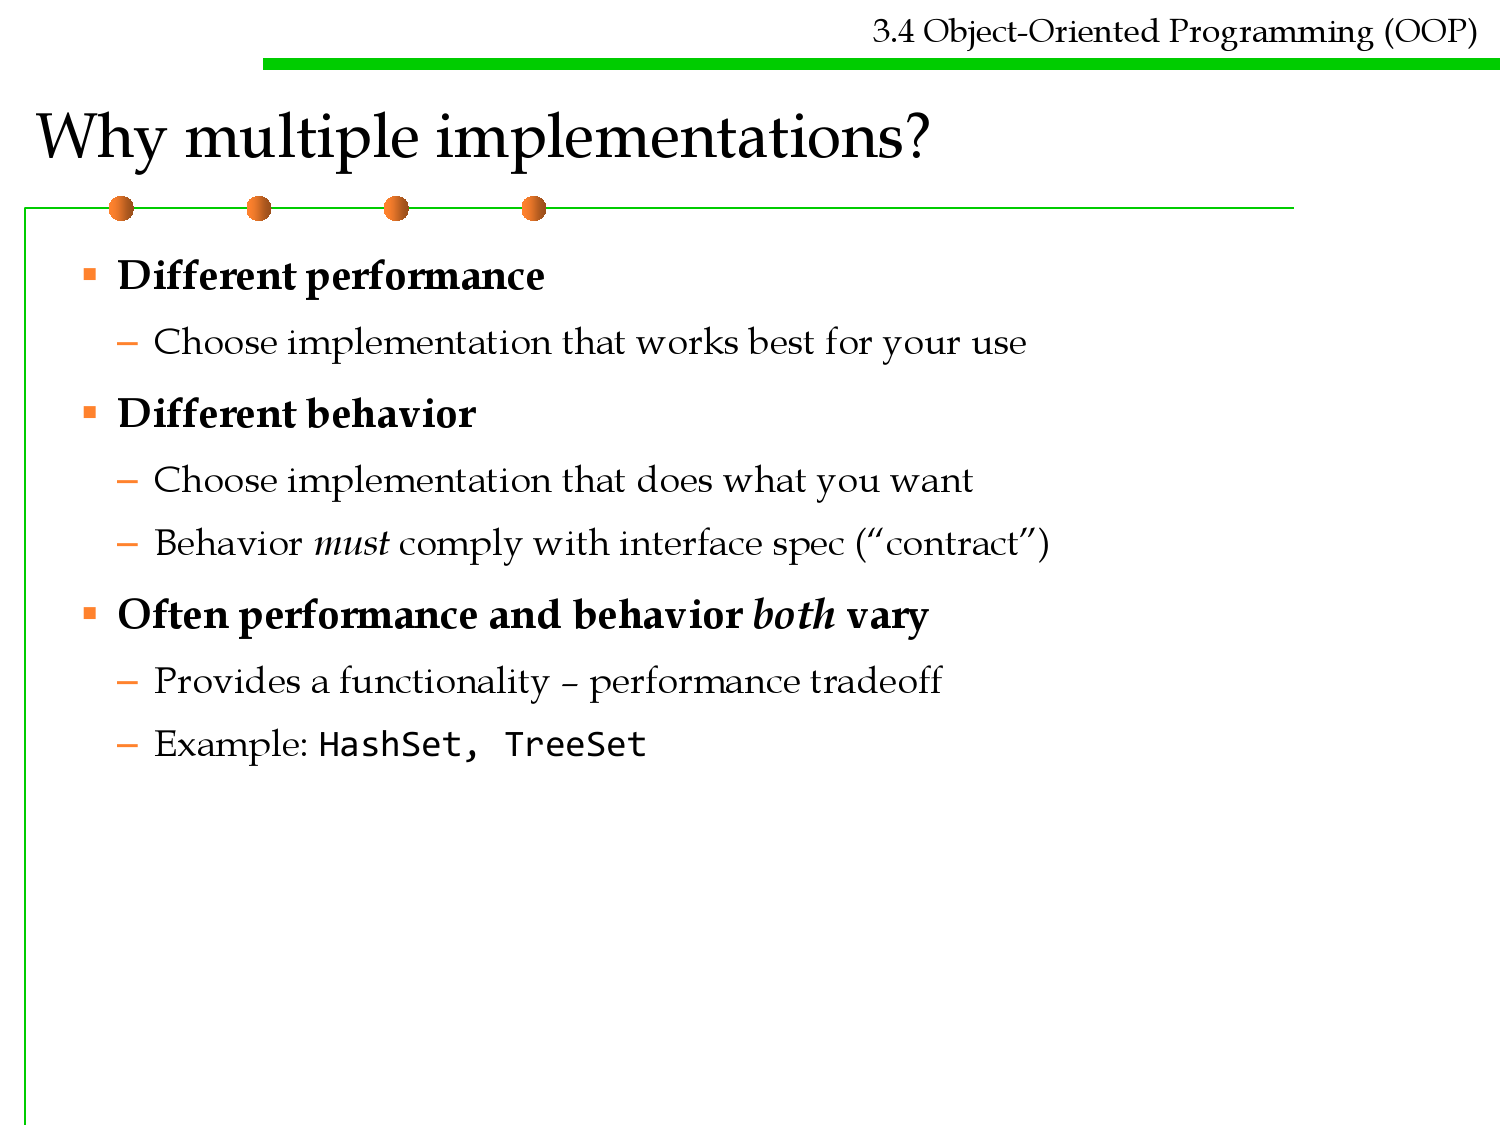 3.4 Object-Oriented Programming (OOP)
Why multiple implementations?
▪ Different performance
– Choose implementation that works best for your use
▪ Different behavior
– Choose implementation that does what you want
– Behavior must comply with interface spec (“contract”)
▪ Often performance and behavior both vary
– Provides a functionality – performance tradeoff
– Example: HashSet, TreeSet